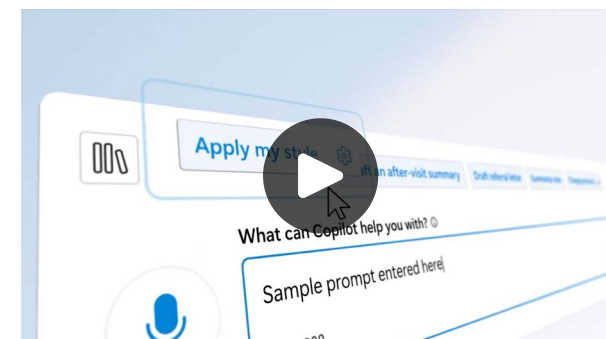 Apply my style
ft an after-visit summary
Draft referral letter
What can Copilot help you with?
Sample prompt entered here